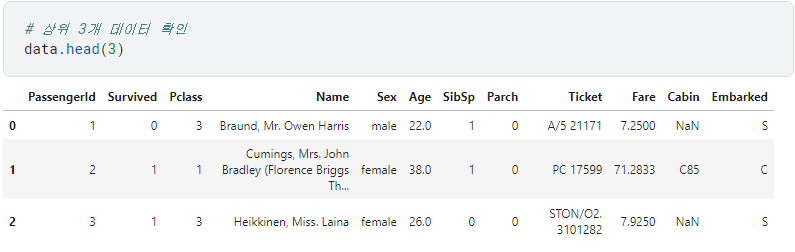 # 상위 3개 데이터 확인
data.head(3)
PassengerId Survived Pclass Name Sex Age SibSp Parch Ticket Fare Cabin Embarked
0 1 0 3 Braund, Mr. Owen Harris male 22.0 1 0 A/5 21171 7.2500 NaN S
Cumings, Mrs. John
1 2 1 1 Bradley (Florence Briggs female 38.0 1 0 PC 17599 71.2833 C85 C
Th...
2 3 1 3 Heikkinen, Miss. Laina female 26.0 0 0 STON/O2. 7.9250 NaN S
3101282